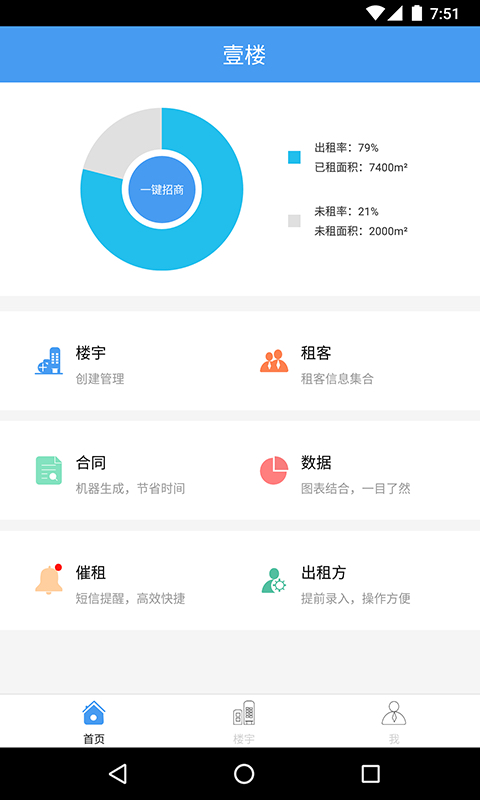 7:51
壹楼
一键招商
出租率：79%
已租面积：7400m²
未租率：21%
未租面积：2000m²
楼宇
创建管理
租客
租客信息集合
合同
机器生成，节省时间
数据
图表结合，一目了然
催租
短信提醒，高效快捷
出租方
提前录入，操作方便
首页
楼宇
我